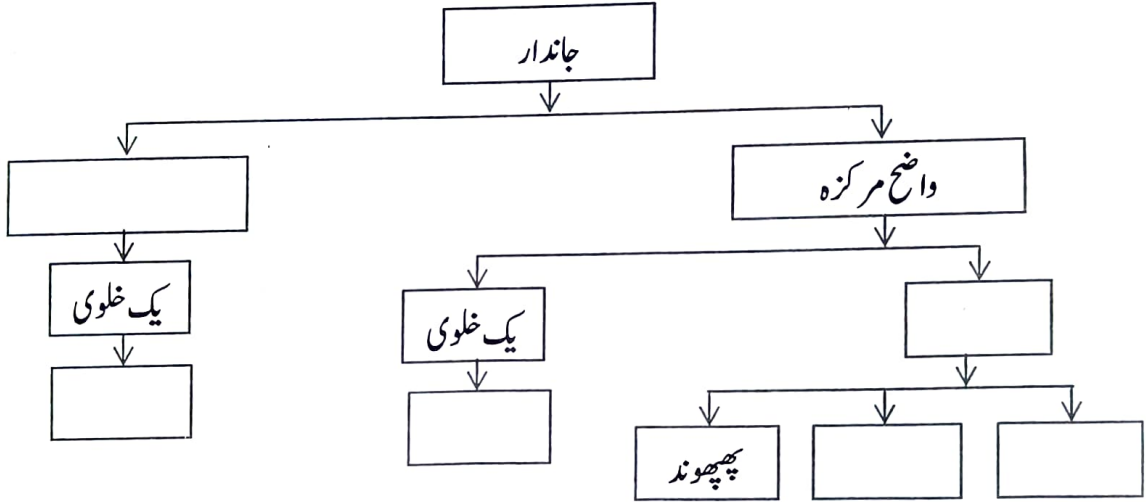 جاندار
واضح مرکزہ
یک خلوی
یک خلوی
پھپھوند